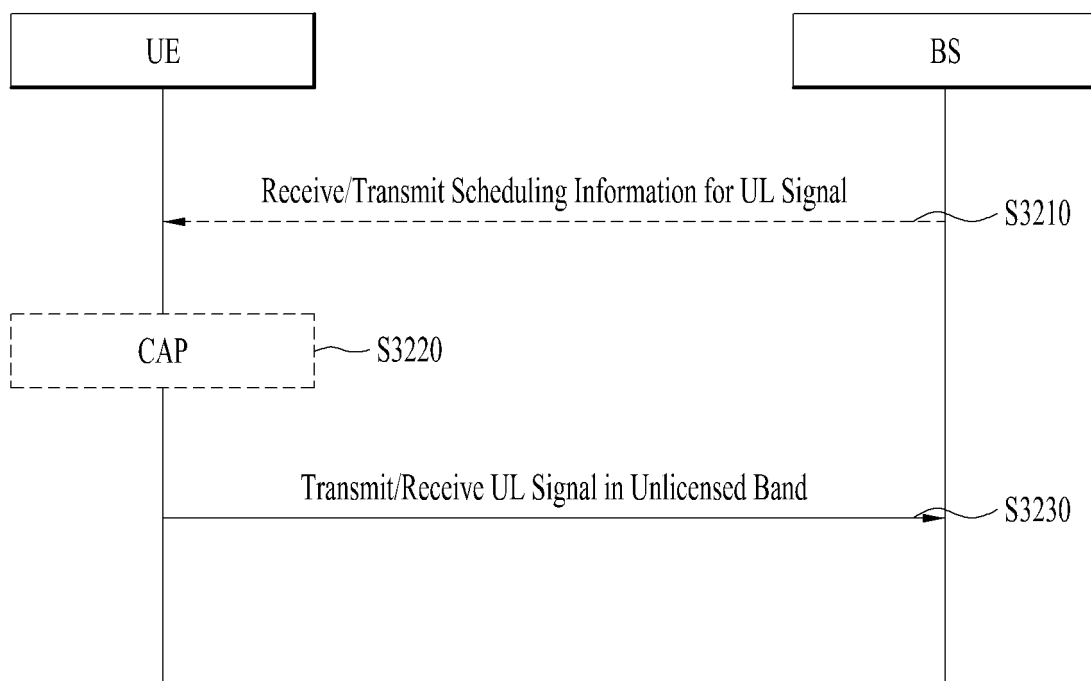 UE
BS
Receive/Transmit Scheduling Information for UL Signal
S3210
CAP
S3220
Transmit/Receive UL Signal in Unlicensed Band
S3230